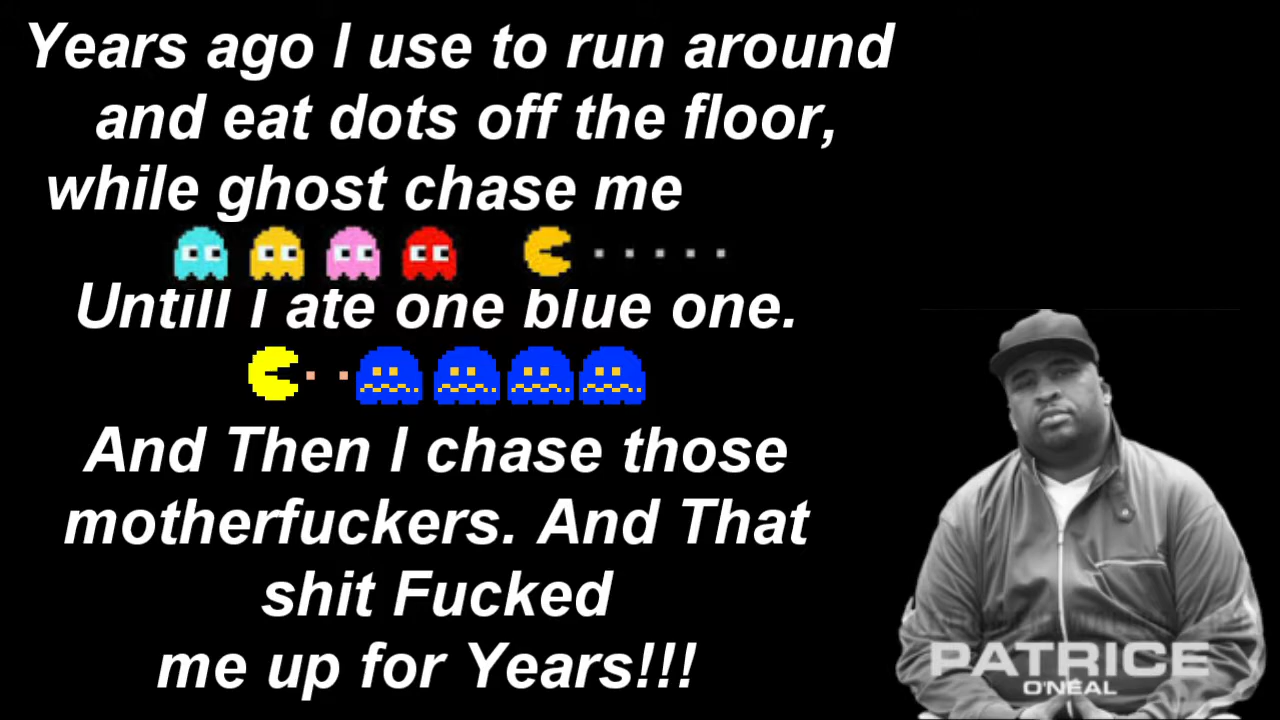 Years ago I use to run around
and eat dots off the floor,
while ghost chase me
Untill I ate one blue one.
And Then I chase those
motherfuckers. And That
shit Fucked
me up for Years!!!
PATRICE
O'NEAL